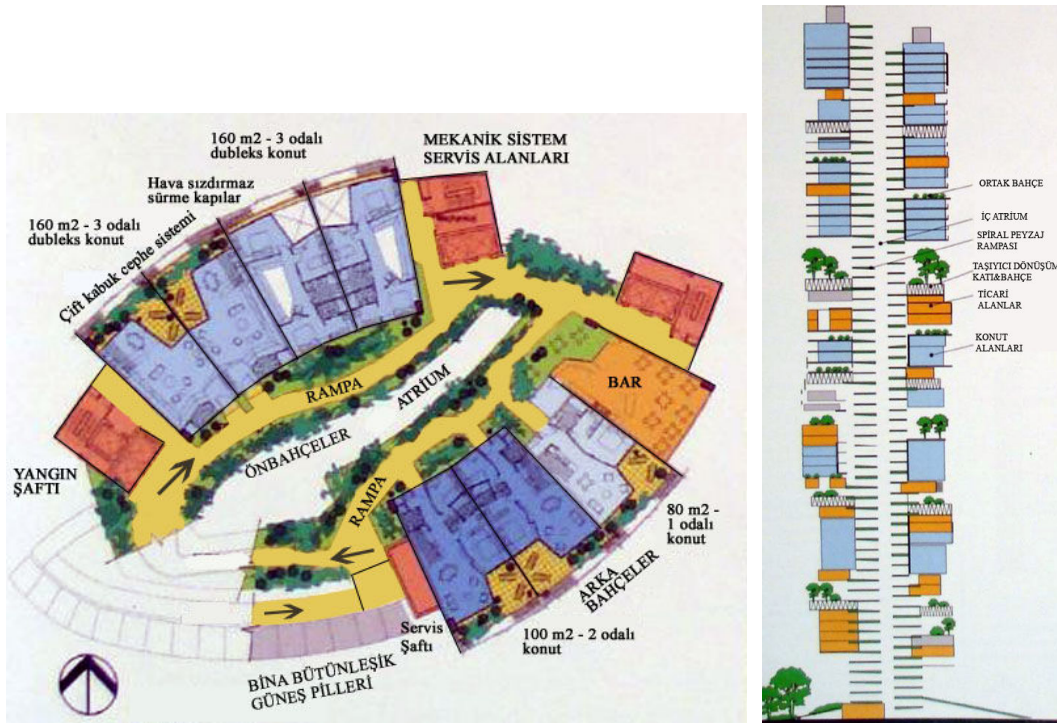 160 m2 - 3 odalı
dubleks konut
MEKANİK SİSTEM
SERVİS ALANLARI
Hava sızdırmaz
sürme kapılar
160 m2 - 3 odalı
dubleks konut
Çift kabuk cephe sistemi
RAMPA
ATRİUM
BAR
ÖNBAHÇELER
YANGIN
ŞAFTI
RAMPA
80 m2 -
1 odalı
konut
ARKA
BAHÇELER
Servis
Şaftı
100 m2 - 2 odalı
konut
BİNA BÜTÜNLEŞİK
GÜNEŞ PİLLERİ
ORTAK BAHÇE
İÇ ATRİUM
SPİRAL PEYZAJ
RAMPASI
TAŞIYICI DÖNÜŞÜM
KATI&BAHÇE
TİCARİ
ALANLAR
KONUT
ALANLARI